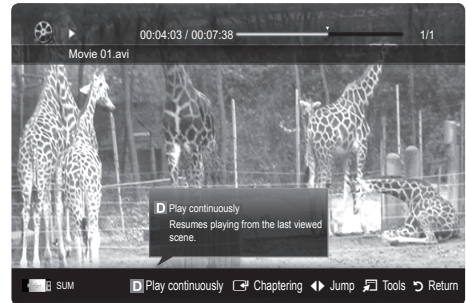 00:04:03 / 00:07:38 1/1
Movie 01.avi
D Play continuously
Resumes playing from the last viewed
scene.
SUM D Play continuously Chaptering Jump Tools Return